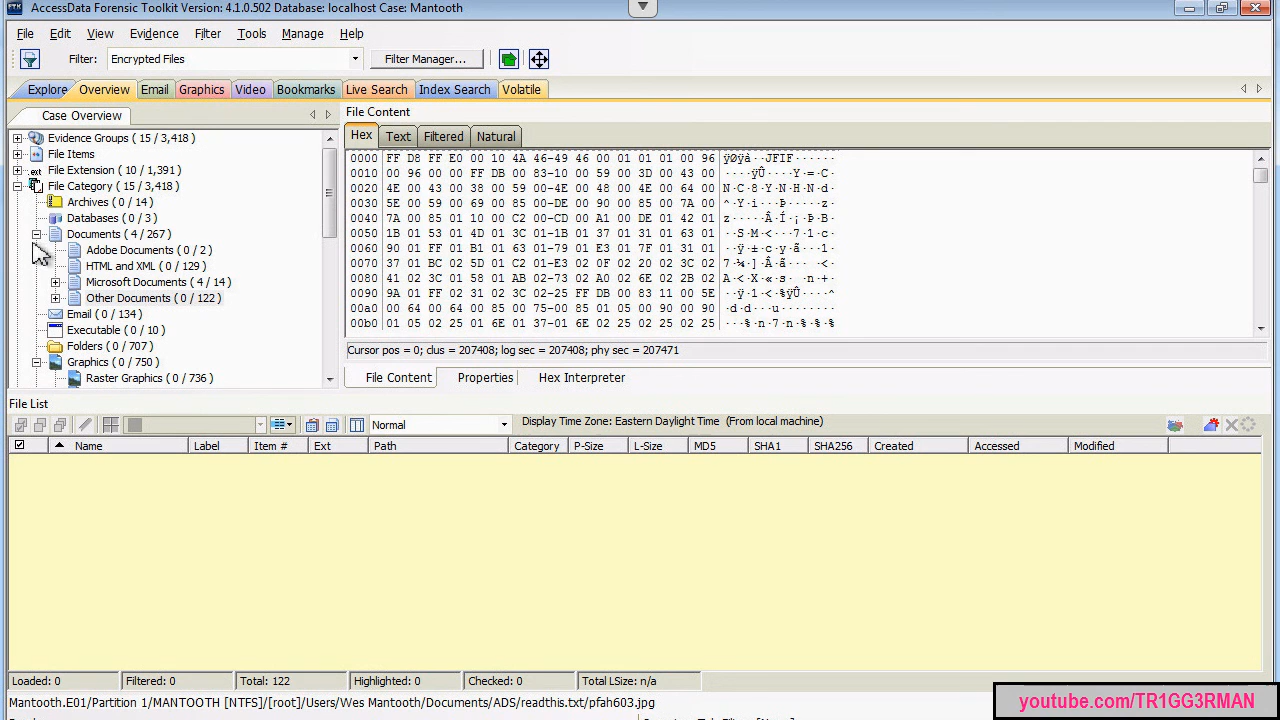 AccessData Forensic Toolkit Version: 4.1.0.502 Database: localhost Case: Mantooth
File Edit View Evidence Filter Tools Manage Help
Filter: Encrypted Files Filter Manager...
Explore Overview Email Graphics Video Bookmarks Live Search Index Search Volatile
Case Overview
Evidence Groups ( 15 / 3,418 )
File Items
File Extension ( 10 / 1,391 )
File Category ( 15 / 3,418 )
Archives ( 0 / 14 )
Databases ( 0 / 3 )
Documents ( 4 / 267 )
Adobe Documents ( 0 / 2 )
HTML and XML ( 0 / 129 )
Microsoft Documents ( 4 / 14 )
Other Documents ( 0 / 122 )
Email ( 0 / 134 )
Executable ( 0 / 10 )
Folders ( 0 / 707 )
Graphics ( 0 / 750 )
Raster Graphics ( 0 / 736 )
File Content
Hex Text Filtered Natural
0000 FF D8 FF E0 00 10 4A 46-49 46 00 01 01 01 00 96 ÿØÿà··JFIF······
0010 00 96 00 00 FF DB 00 83-11 00 59 00 3D 00 43 00
0020 4E 00 43 00 38 00 59 00-4E 00 48 00 4E 00 64 00 N·C·8·Y·N·H·N·d·
0030 5E 00 59 00 69 00 85 00-DE 00 90 00 85 00 7A 00
0040 7A 00 85 01 10 00 C2 00-CD 00 A1 00 DE 01 42 01
0050
0060 90 01 FF 01 B1 01 63 01-79 01 E3 01 7F 01 31 01
0070 37 01 BC 02 5D 01 C2 01-E3 02 0F 02 20 02 3C 02
0080 41 02 3C 01 58 01 AB 02-73 02 A0 02 6E 02 2B 02
0090 9A 01 FF 02 31 02 3C 02-25 FF DB 00 83 11 00 5E
00a0 00 64 00 64 00 85 00 75-00 85 01 05 00 90 00 90
00b0 01 05 02 25 01 6E 01 37-01 6E 02 25 02 25 02 25
Cursor pos = 0; clus = 207408; log sec = 207408; phy sec = 207471
File Content Properties Hex Interpreter
File List
Normal Display Time Zone: Eastern Daylight Time (From local machine)
Name Label Item # Ext Path Category P-Size L-Size MD5 SHA1 SHA256 Created Accessed Modified
Loaded: 0 Filtered: 0 Total: 122 Highlighted: 0 Checked: 0 Total LSize: n/a
Mantooth.E01/Partition 1/MANTOOTH [NTFS]/[root]/Users/Wes Mantooth/Documents/ADS/readthis.txt/pfah603.jpg
youtube.com/TR1GG3RMAN